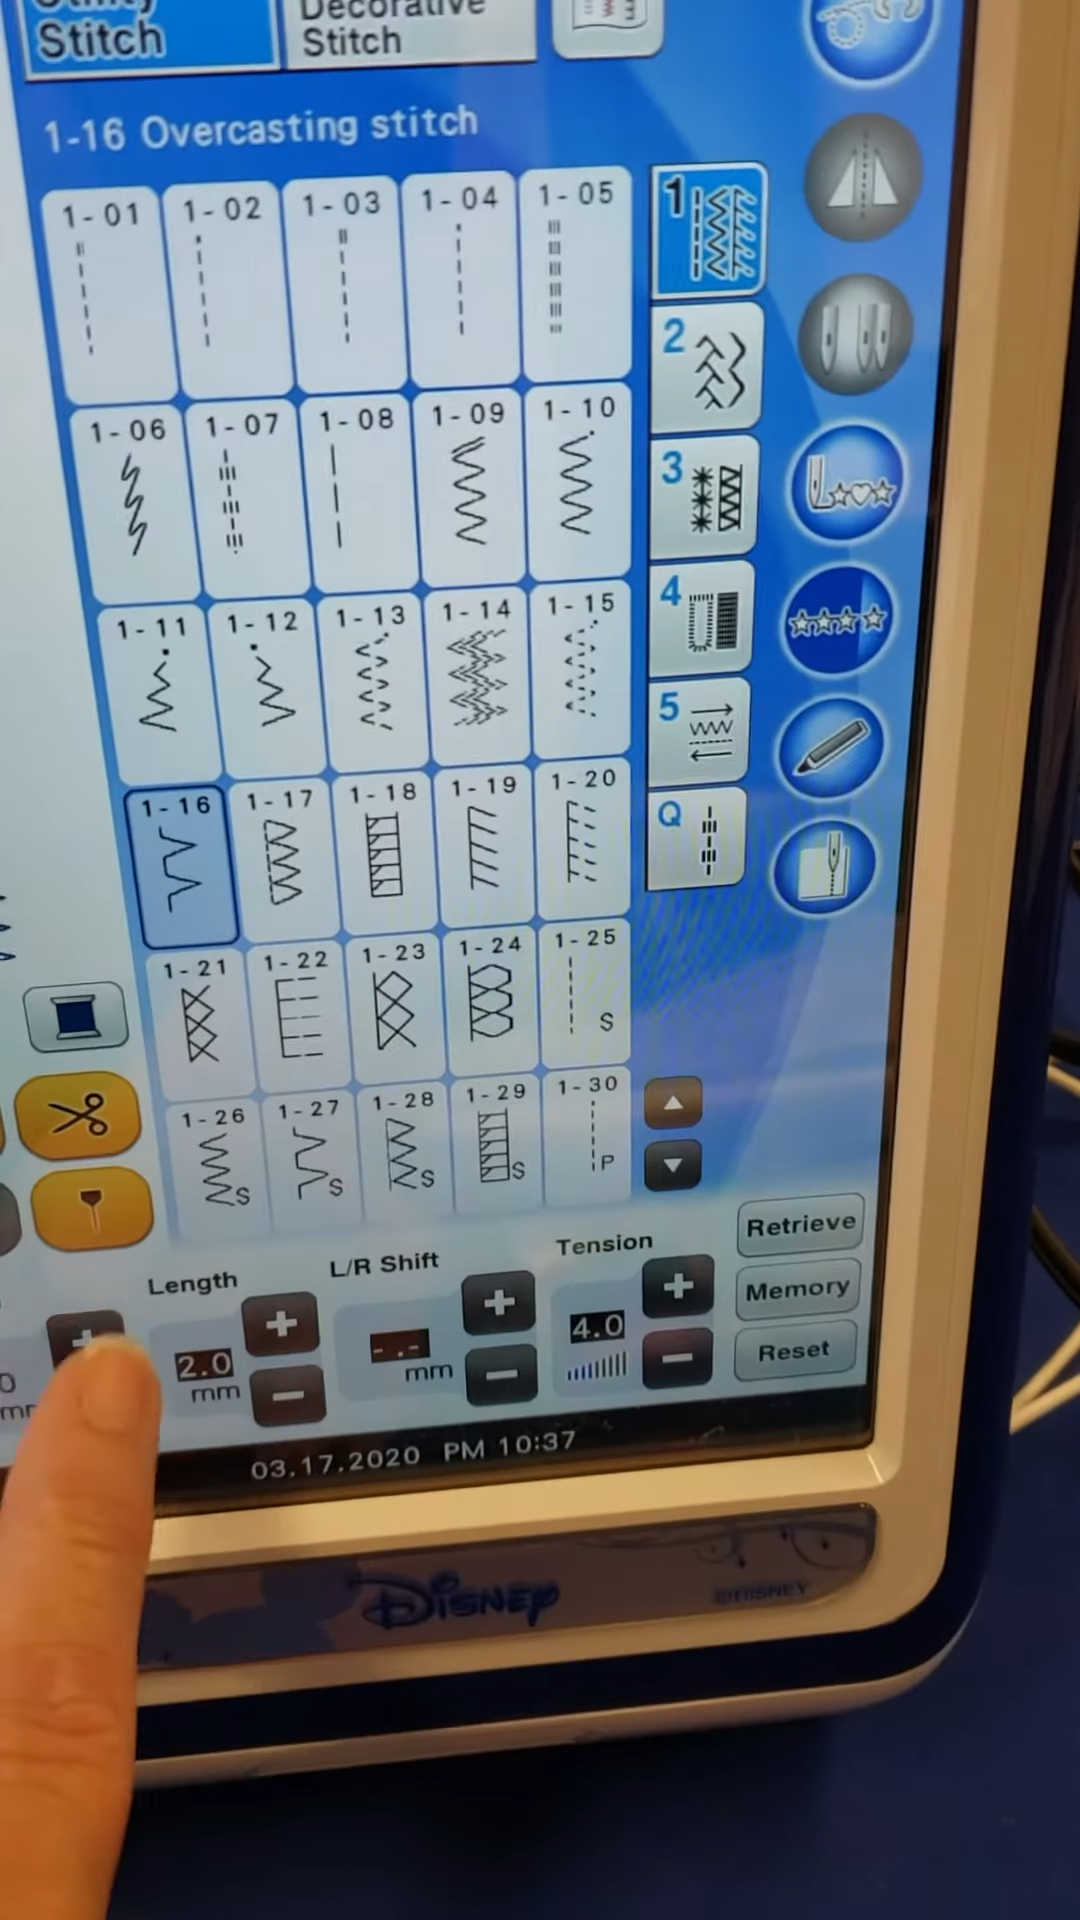 Utility Stitch
Decorative Stitch
1-16 Overcasting stitch
1-01 1-02 1-03 1-04 1-05
1
2
1-06 1-07 1-08 1-09 1-10
3
4
1-11 1-12 1-13 1-14 1-15
5
1-16 1-17 1-18 1-19 1-20
Q
1-21 1-22 1-23 1-24 1-25
S
1-26 1-27 1-28 1-29 1-30
S S S S P
Retrieve
Length L/R Shift Tension
Memory
2.0 mm
-.- mm
4.0
Reset
03.17.2020 PM 10:37
Disney
©DISNEY